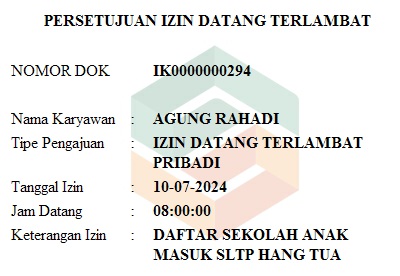 PERSETUJUAN IZIN DATANG TERLAMBAT
NOMOR DOK IK0000000294
Nama Karyawan : AGUNG RAHADI
Tipe Pengajuan : IZIN DATANG TERLAMBAT
PRIBADI
Tanggal Izin : 10-07-2024
Jam Datang : 08:00:00
Keterangan Izin : DAFTAR SEKOLAH ANAK
MASUK SLTP HANG TUA